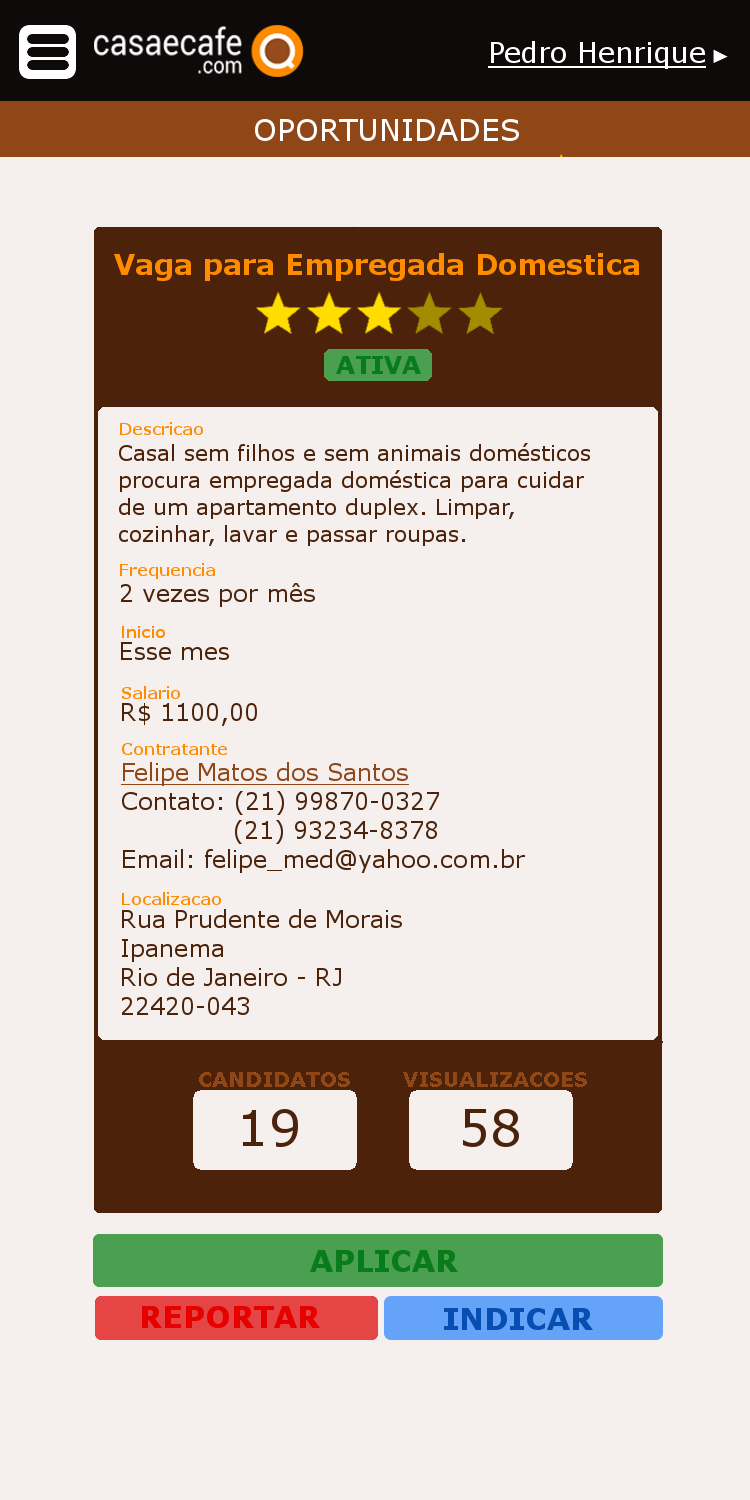 casaecafe
.com
Pedro Henrique ►
OPORTUNIDADES
Vaga para Empregada Domestica
ATIVA
Descricao
Casal sem filhos e sem animais domésticos
procura empregada doméstica para cuidar
de um apartamento duplex. Limpar,
cozinhar, lavar e passar roupas.
Frequencia
2 vezes por mês
Inicio
Esse mes
Salario
R$ 1100,00
Contratante
Felipe Matos dos Santos
Contato: (21) 99870-0327
(21) 93234-8378
Email: felipe_med@yahoo.com.br
Localizacao
Rua Prudente de Morais
Ipanema
Rio de Janeiro - RJ
22420-043
CANDIDATOS VISUALIZACOES
19 58
APLICAR
REPORTAR INDICAR